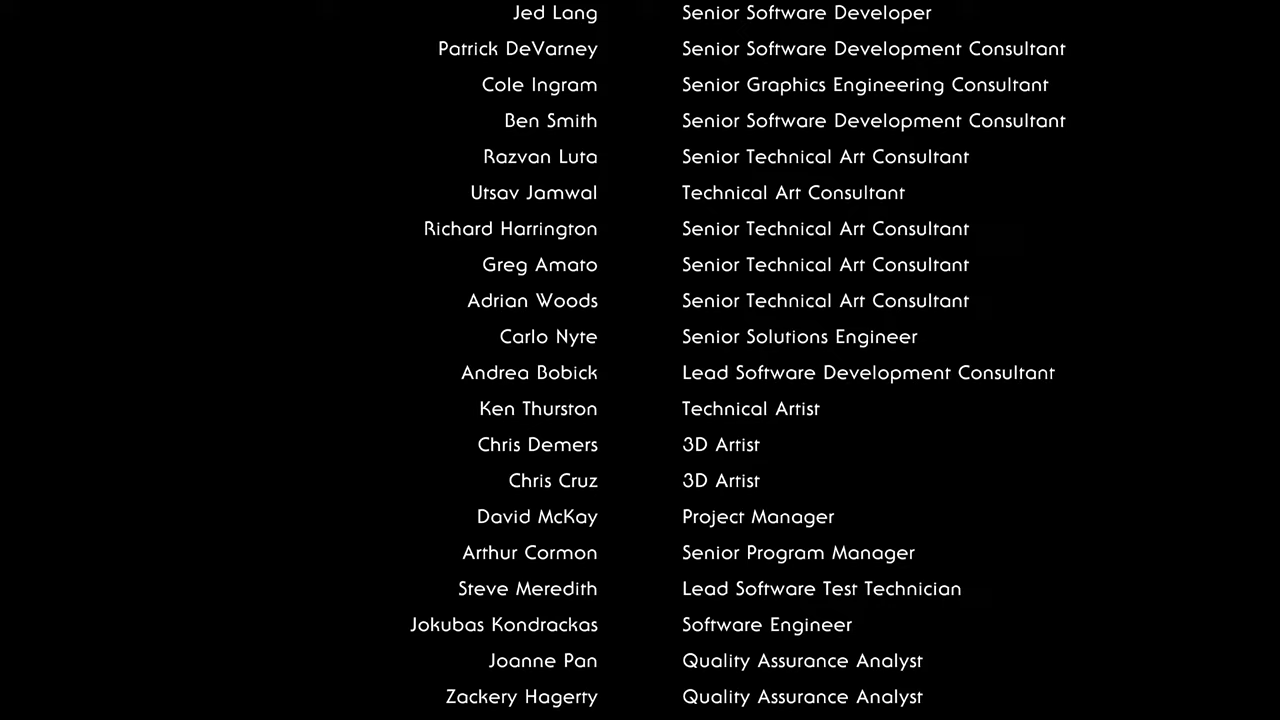 Jed Lang Senior Software Developer
Patrick DeVarney Senior Software Development Consultant
Cole Ingram Senior Graphics Engineering Consultant
Ben Smith Senior Software Development Consultant
Razvan Luta Senior Technical Art Consultant
Utsav Jamwal Technical Art Consultant
Richard Harrington Senior Technical Art Consultant
Greg Amato Senior Technical Art Consultant
Adrian Woods Senior Technical Art Consultant
Carlo Nyte Senior Solutions Engineer
Andrea Bobick Lead Software Development Consultant
Ken Thurston Technical Artist
Chris Demers 3D Artist
Chris Cruz 3D Artist
David McKay Project Manager
Arthur Cormon Senior Program Manager
Steve Meredith Lead Software Test Technician
Jokubas Kondrackas Software Engineer
Joanne Pan Quality Assurance Analyst
Zackery Hagerty Quality Assurance Analyst